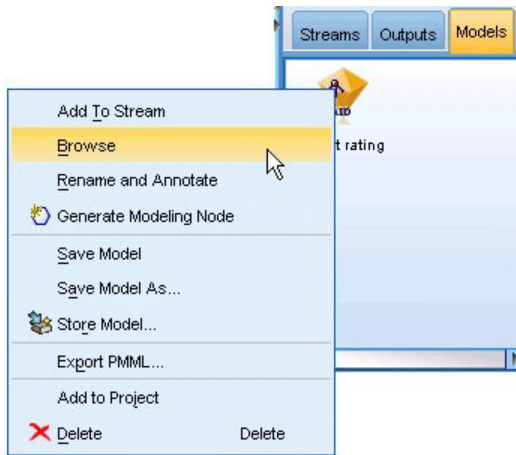 Streams Outputs Models
t rating
Add To Stream
Browse
Rename and Annotate
Generate Modeling Node
Save Model
Save Model As...
Store Model...
Export PMML...
Add to Project
Delete Delete